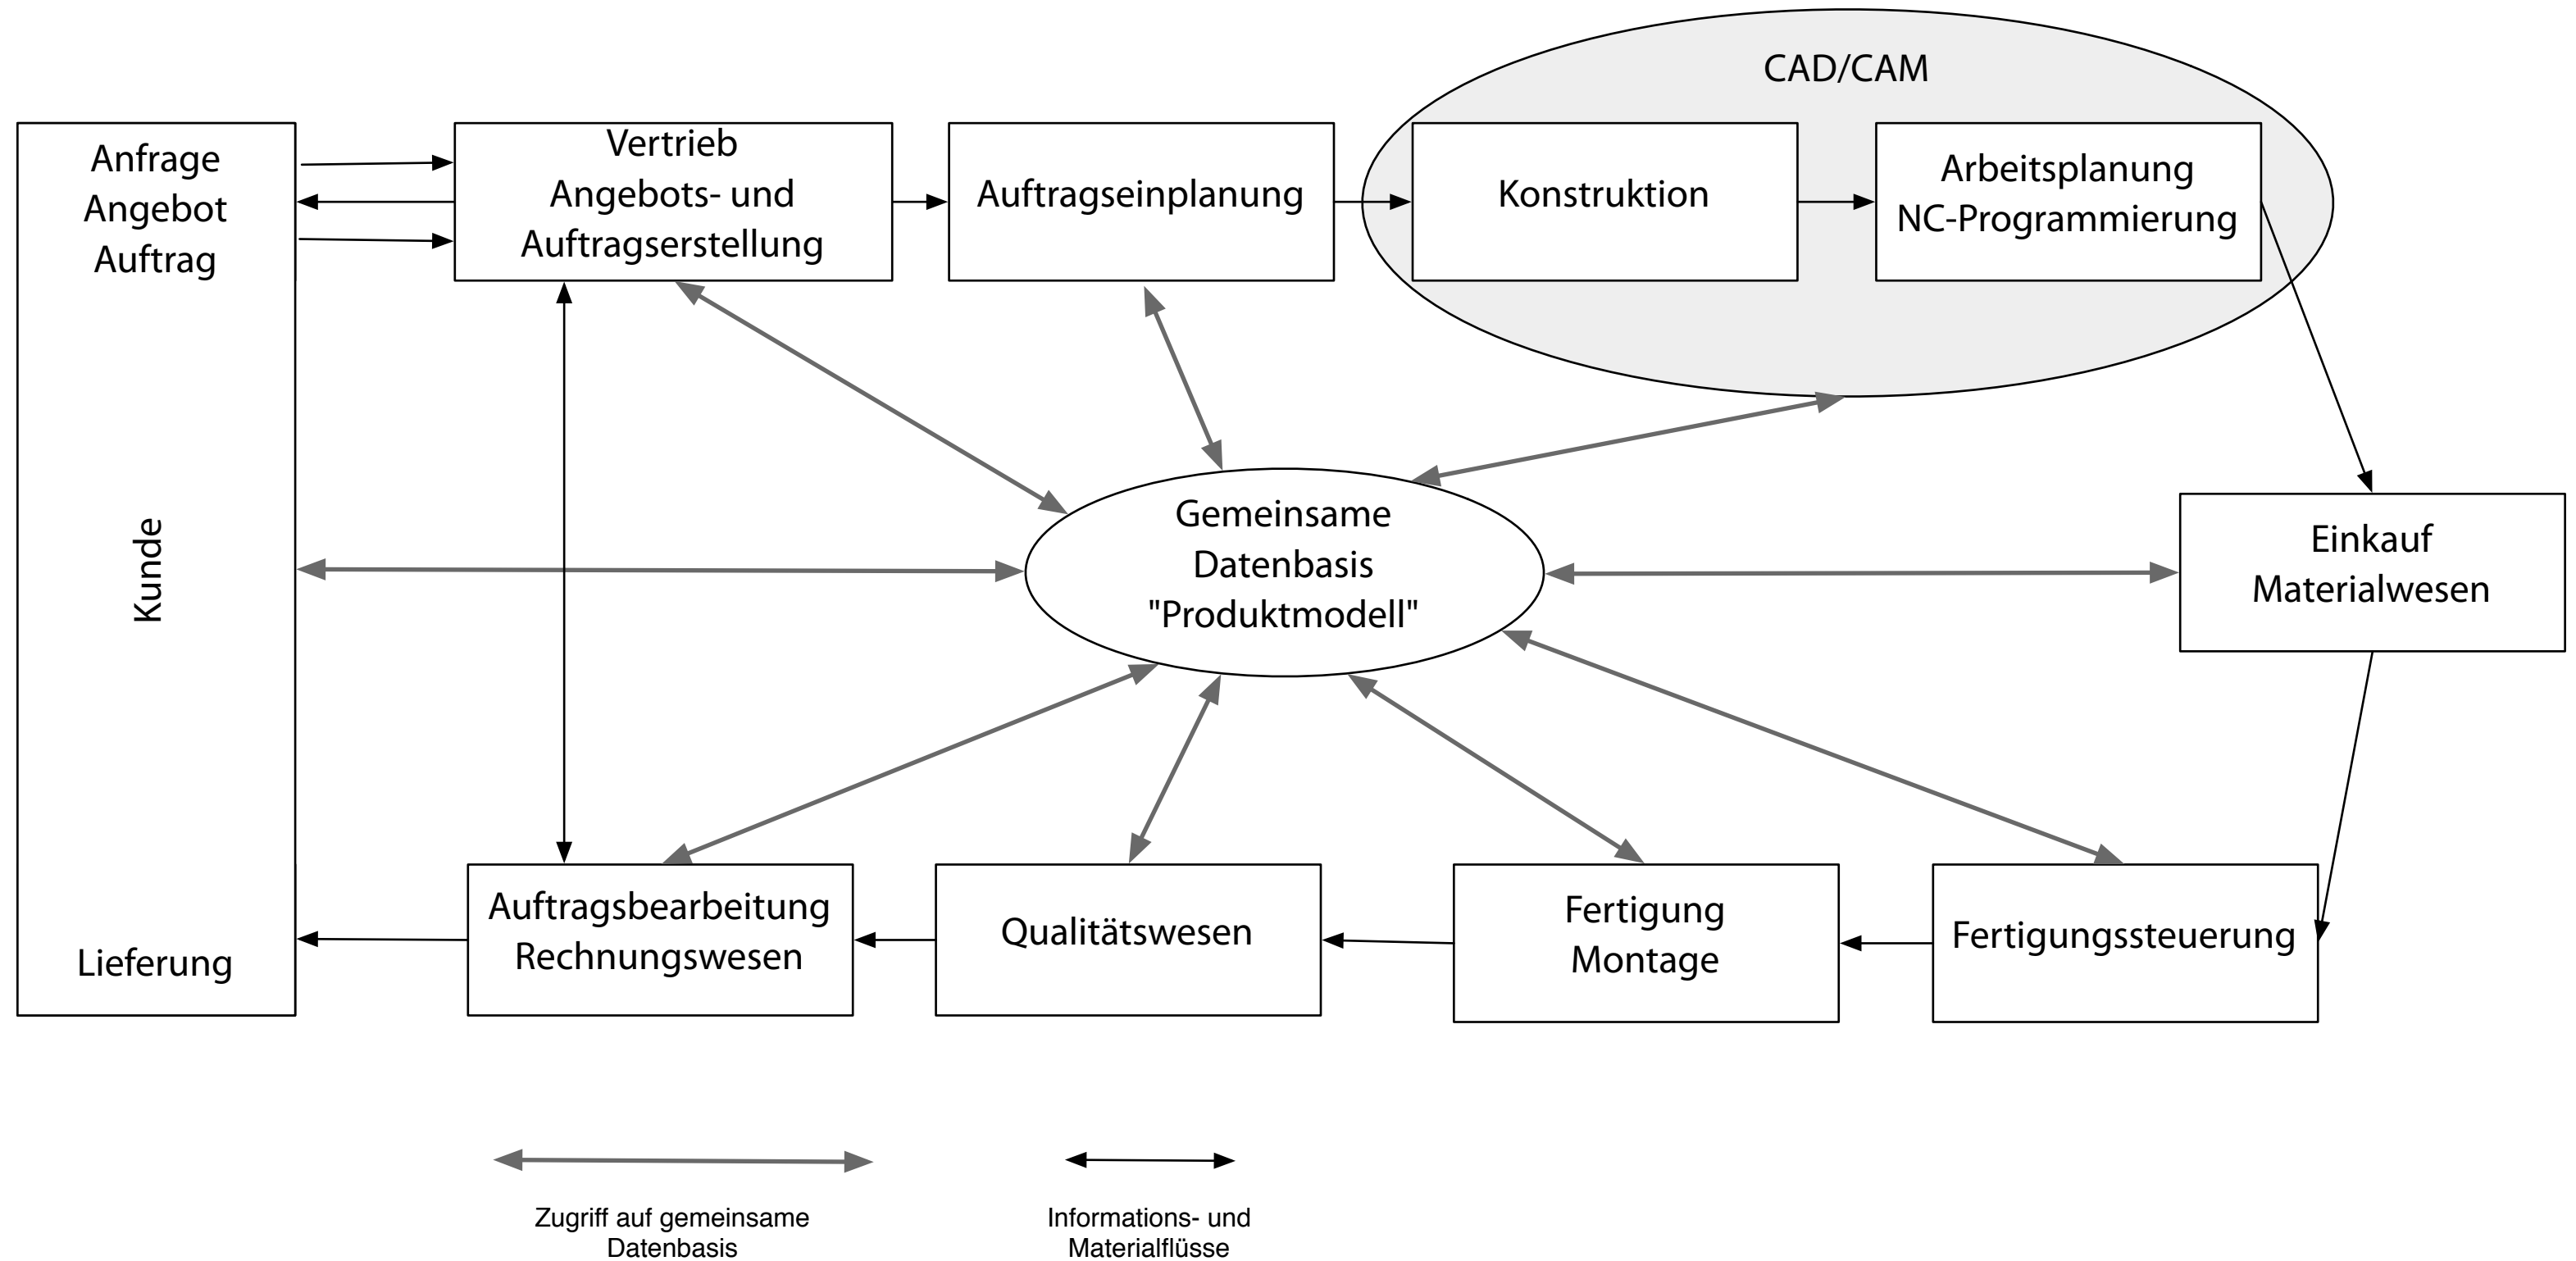 CAD/CAM
Anfrage
Angebot
Auftrag
Vertrieb
Angebots- und
Auftragserstellung
Auftragseinplanung
Konstruktion
Arbeitsplanung
NC-Programmierung
Kunde
Gemeinsame
Datenbasis
"Produktmodell"
Einkauf
Materialwesen
Lieferung
Auftragsbearbeitung
Rechnungswesen
Qualitätswesen
Fertigung
Montage
Fertigungssteuerung
Zugriff auf gemeinsame
Datenbasis
Informations- und
Materialflüsse